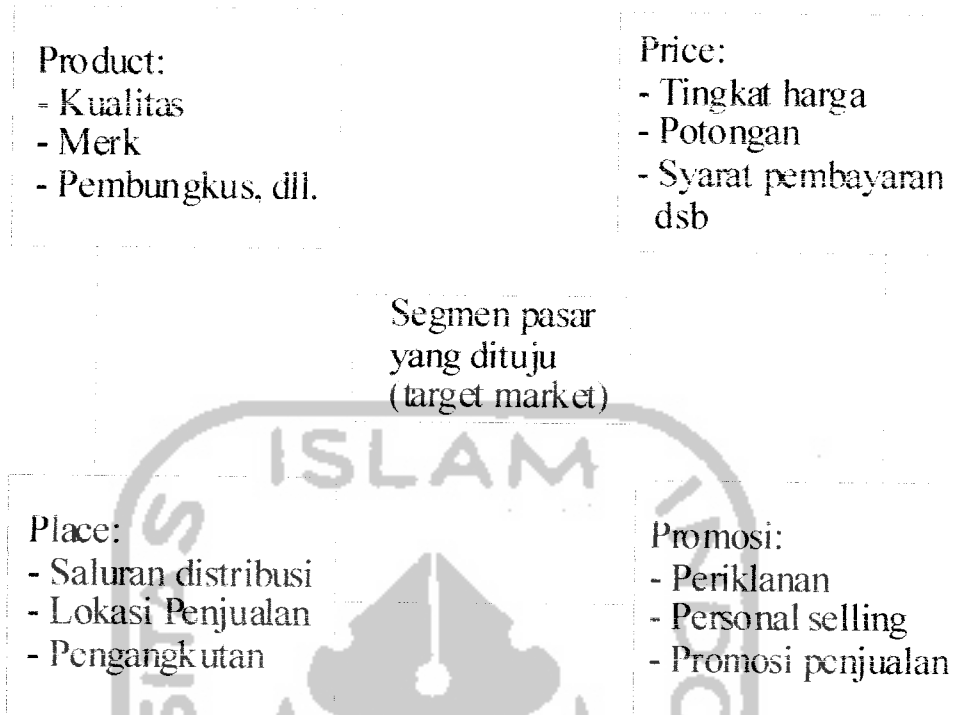 Product:
- Kualitas
- Merk
- Pembungkus, dll.
Price:
- Tingkat harga
- Potongan
- Syarat pembayaran
dsb
Segmen pasar
yang dituju
(target market)
ISLAM
Place:
- Saluran distribusi
- Lokasi Penjualan
- Pengangkutan
Promosi:
- Periklanan
- Personal selling
- Promosi penjualan